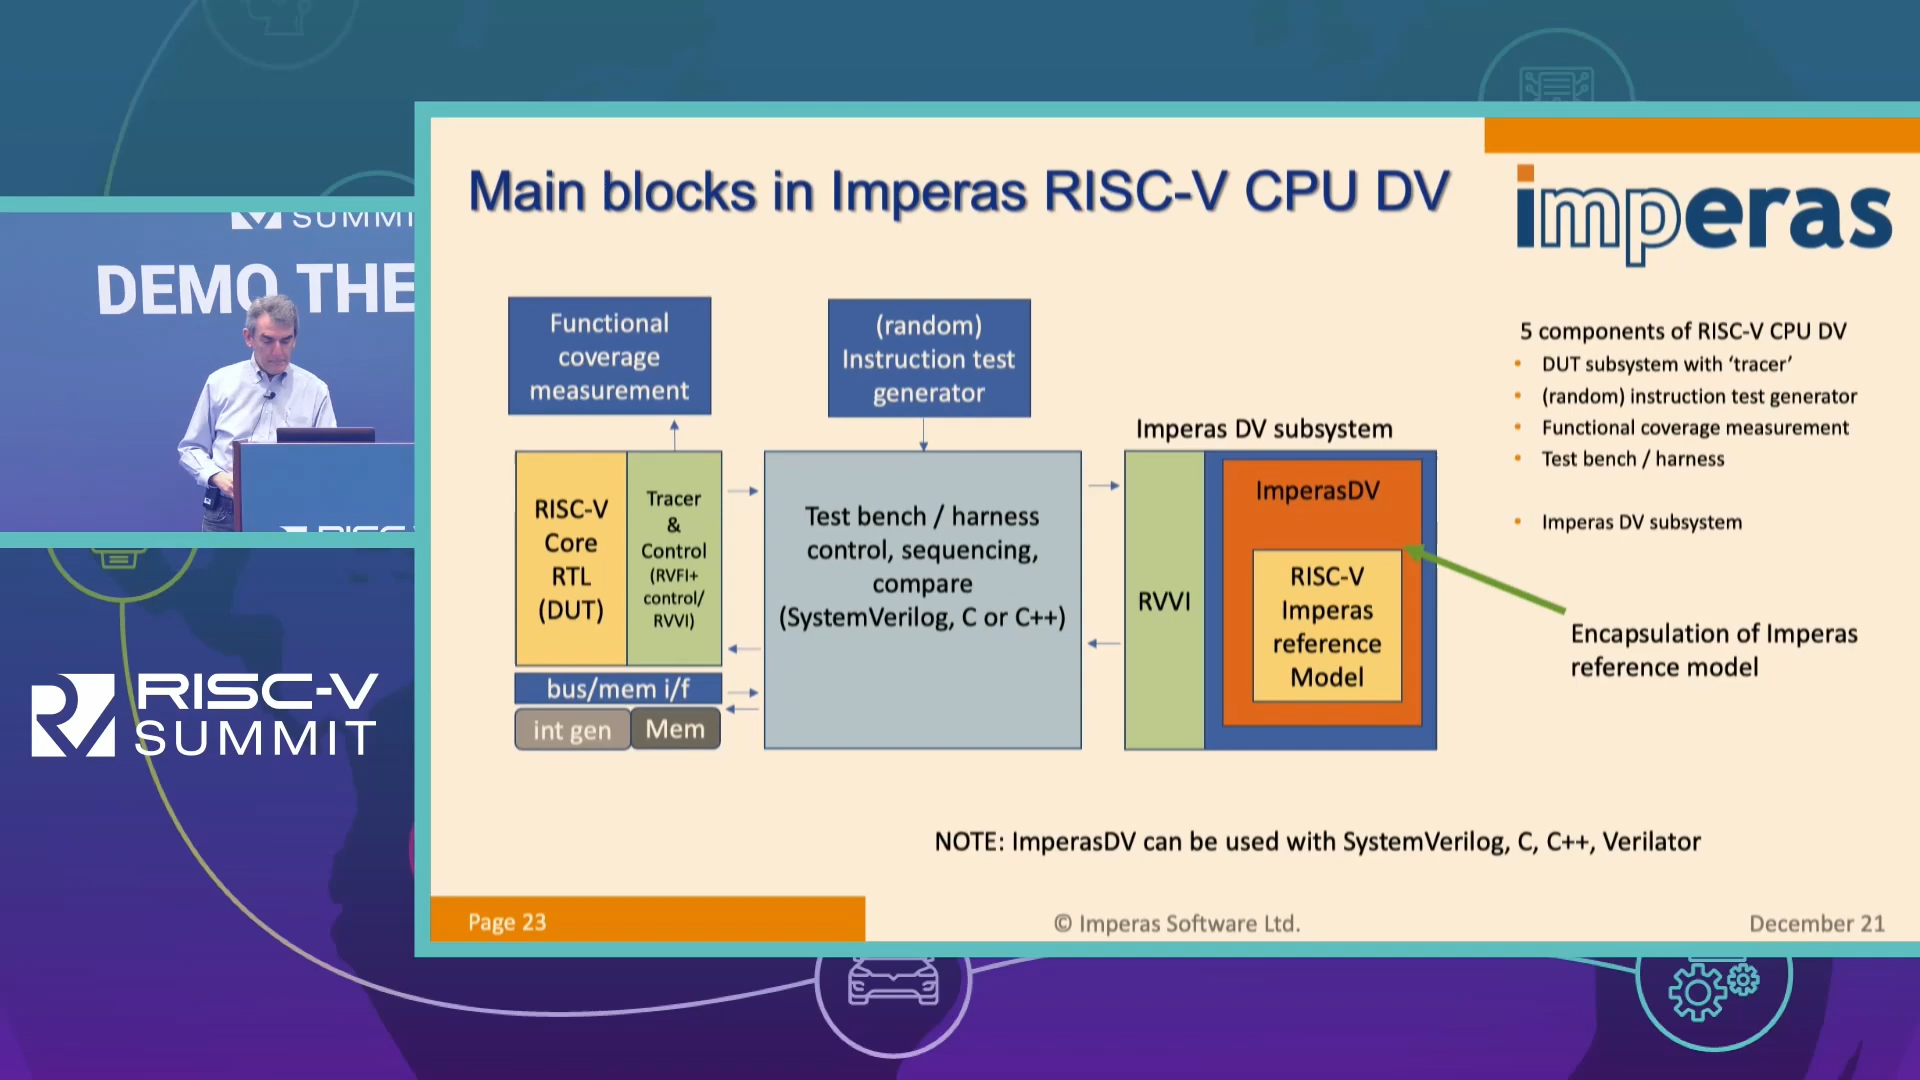 SUMMIT
DEMO THE
RISC-V
RISC-V
SUMMIT
Main blocks in Imperas RISC-V CPU DV
imperas
Functional
coverage
measurement
(random)
Instruction test
generator
Imperas DV subsystem
RISC-V
Core
RTL
(DUT)
Tracer
&
Control
(RVFI+
control/
RVVI)
bus/mem i/f
int gen
Mem
Test bench / harness
control, sequencing,
compare
(SystemVerilog, C or C++)
RVVI
ImperasDV
RISC-V
Imperas
reference
Model
5 components of RISC-V CPU DV
• DUT subsystem with ‘tracer’
• (random) instruction test generator
• Functional coverage measurement
• Test bench / harness
• Imperas DV subsystem
Encapsulation of Imperas
reference model
NOTE: ImperasDV can be used with SystemVerilog, C, C++, Verilator
Page 23
© Imperas Software Ltd.
December 21